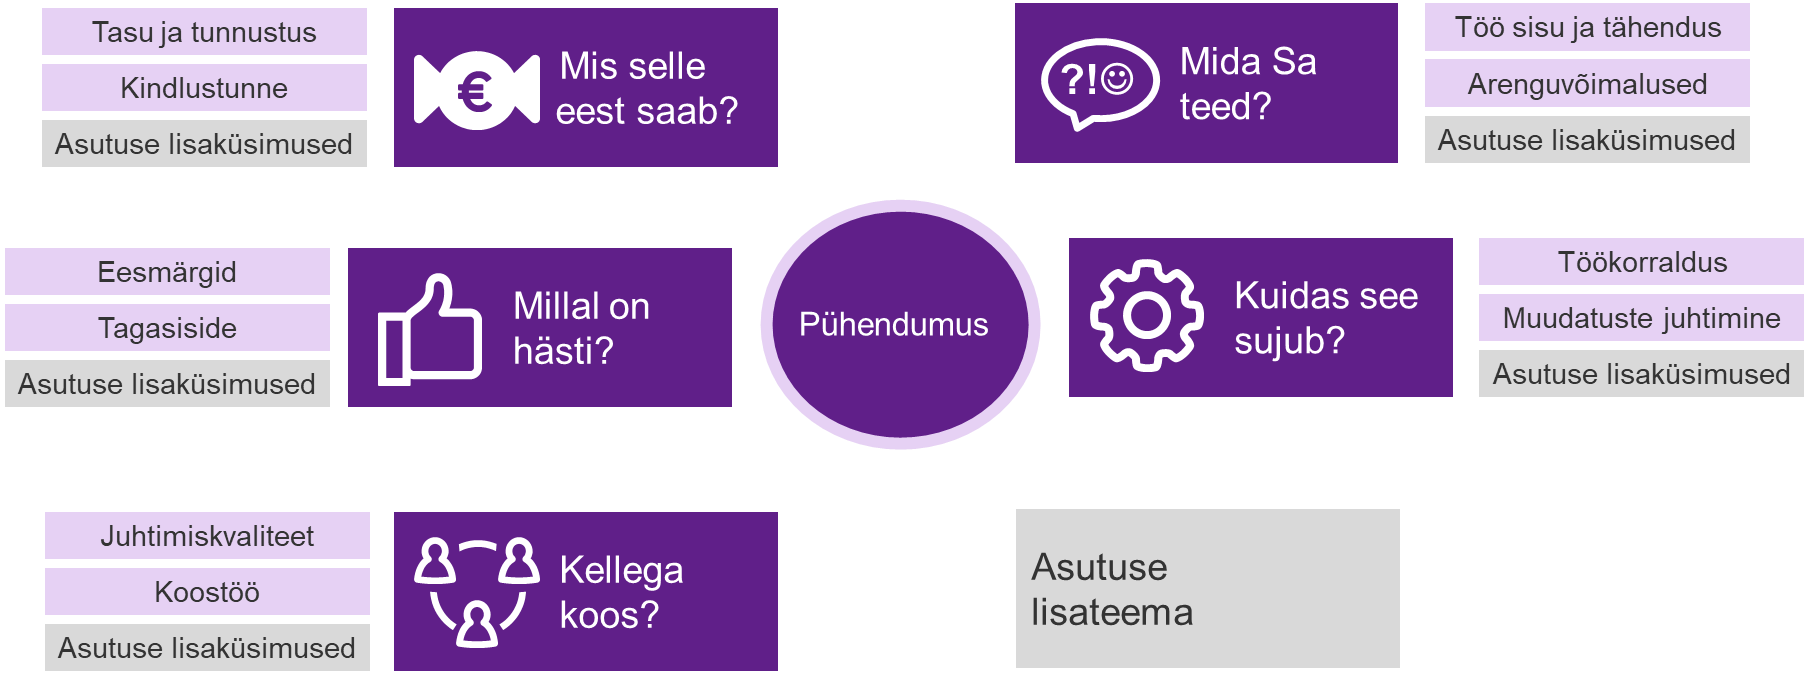 Tasu ja tunnustus
Kindlustunne
Asutuse lisaküsimused
€
Mis selle
eest saab?
?!
Mida Sa
teed?
Töö sisu ja tähendus
Arenguvõimalused
Asutuse lisaküsimused
Eesmärgid
Tagasiside
Asutuse lisaküsimused
Millal on
hästi?
Pühendumus
Kuidas see
sujub?
Töökorraldus
Muudatuste juhtimine
Asutuse lisaküsimused
Juhtimiskvaliteet
Koostöö
Asutuse lisaküsimused
Kellega
koos?
Asutuse
lisateema